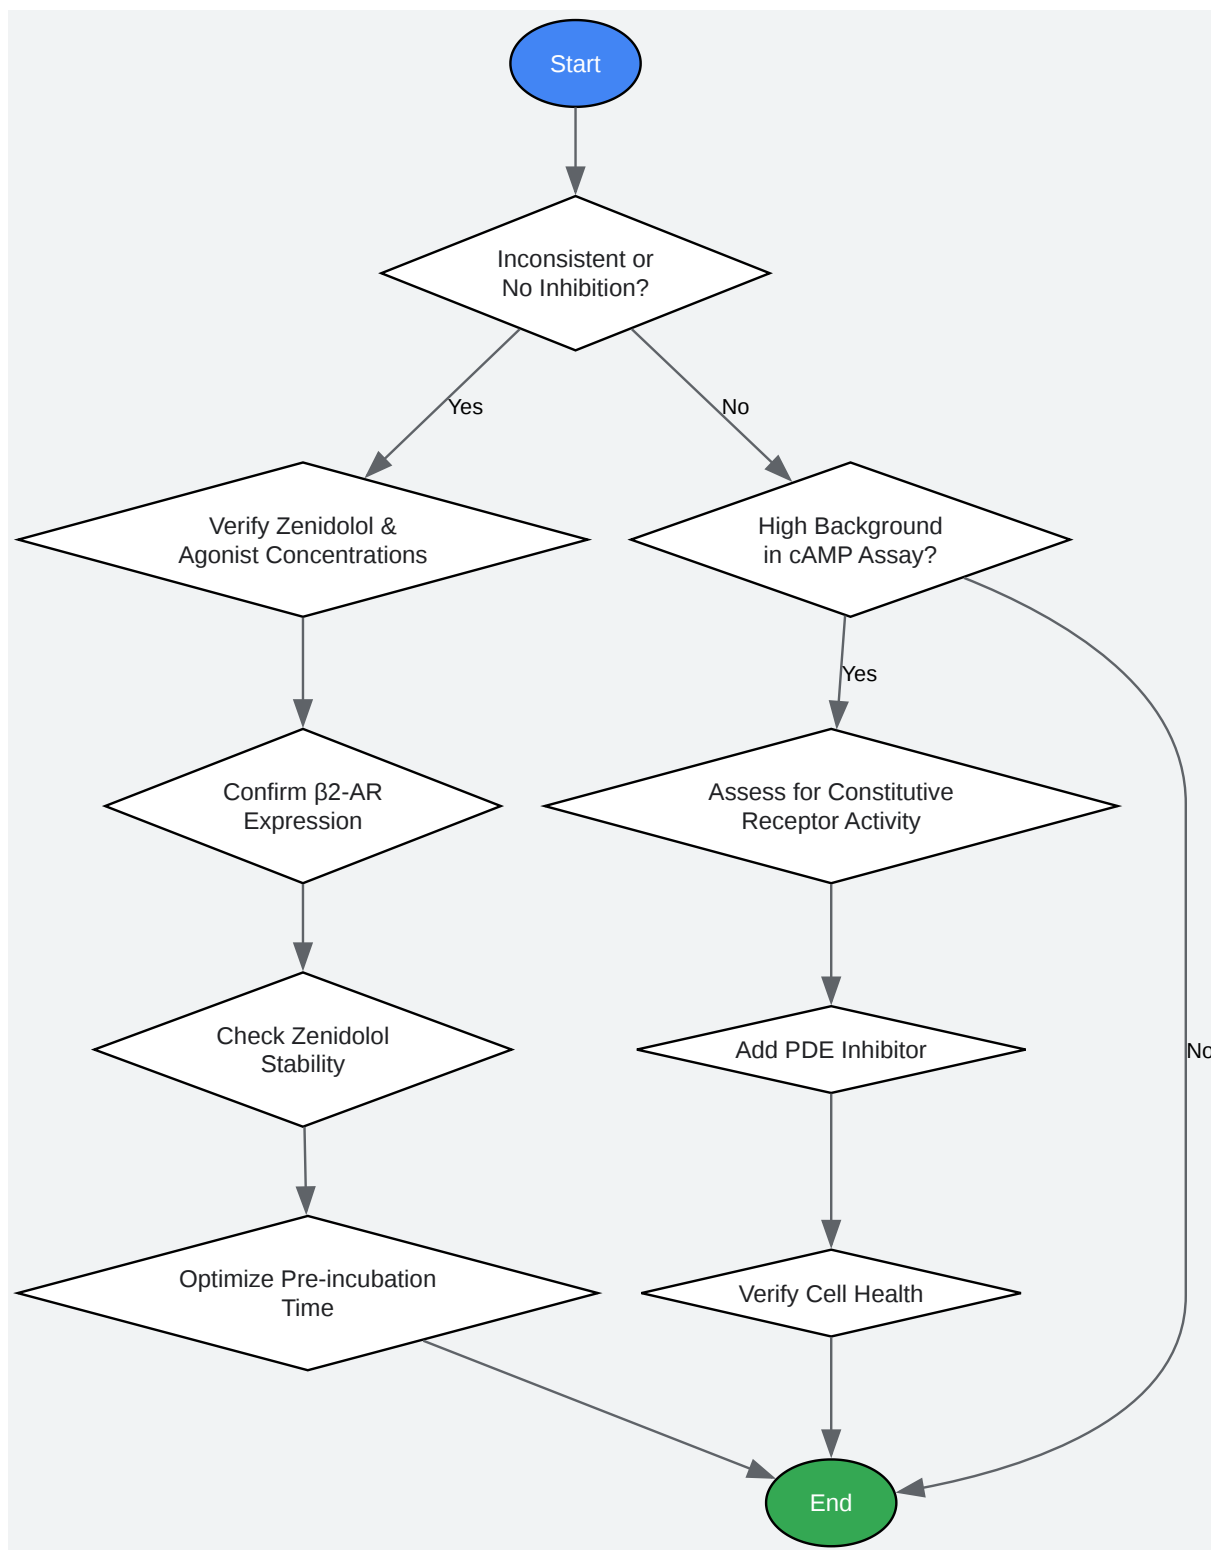 Start
Inconsistent or
No Inhibition?
Yes
No
Verify Zenidolol &
Agonist Concentrations
High Background
in cAMP Assay?
Yes
Confirm β2-AR
Expression
Assess for Constitutive
Receptor Activity
Check Zenidolol
Stability
Add PDE Inhibitor
No
Optimize Pre-incubation
Time
Verify Cell Health
End